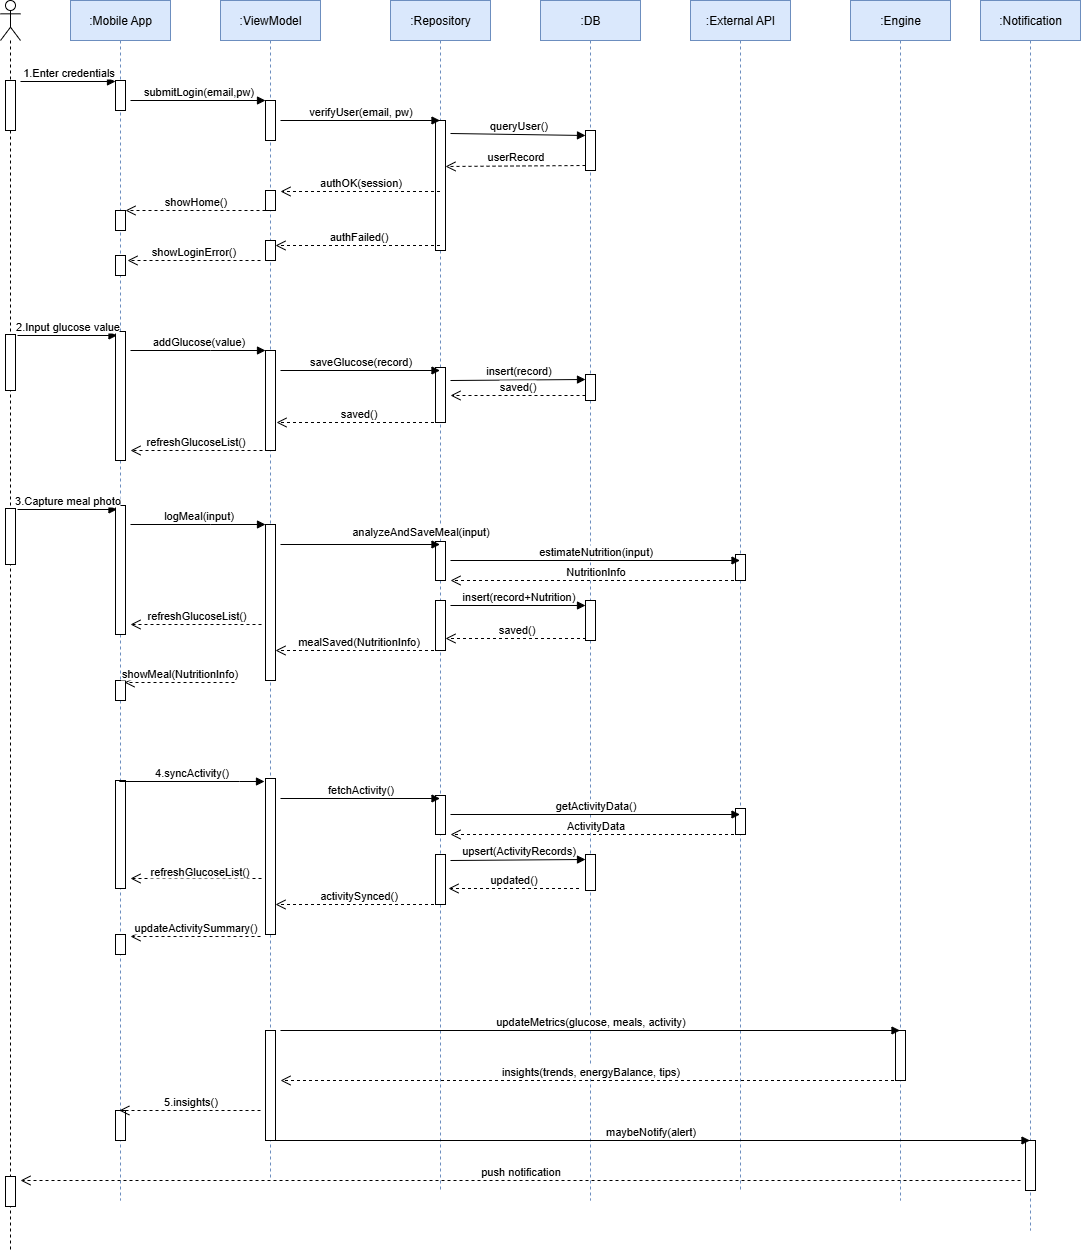 :Mobile App
:ViewModel
:Repository
:DB
:External API
:Engine
:Notification
1.Enter credentials
submitLogin(email,pw)
verifyUser(email, pw)
queryUser()
userRecord
authOK(session)
showHome()
authFailed()
showLoginError()
2.Input glucose value
addGlucose(value)
saveGlucose(record)
insert(record)
saved()
saved()
refreshGlucoseList()
3.Capture meal photo
logMeal(input)
analyzeAndSaveMeal(input)
estimateNutrition(input)
NutritionInfo
insert(record+Nutrition)
refreshGlucoseList()
saved()
mealSaved(NutritionInfo)
showMeal(NutritionInfo)
4.syncActivity()
fetchActivity()
getActivityData()
ActivityData
upsert(ActivityRecords)
refreshGlucoseList()
updated()
activitySynced()
updateActivitySummary()
updateMetrics(glucose, meals, activity)
insights(trends, energyBalance, tips)
5.insights()
maybeNotify(alert)
push notification